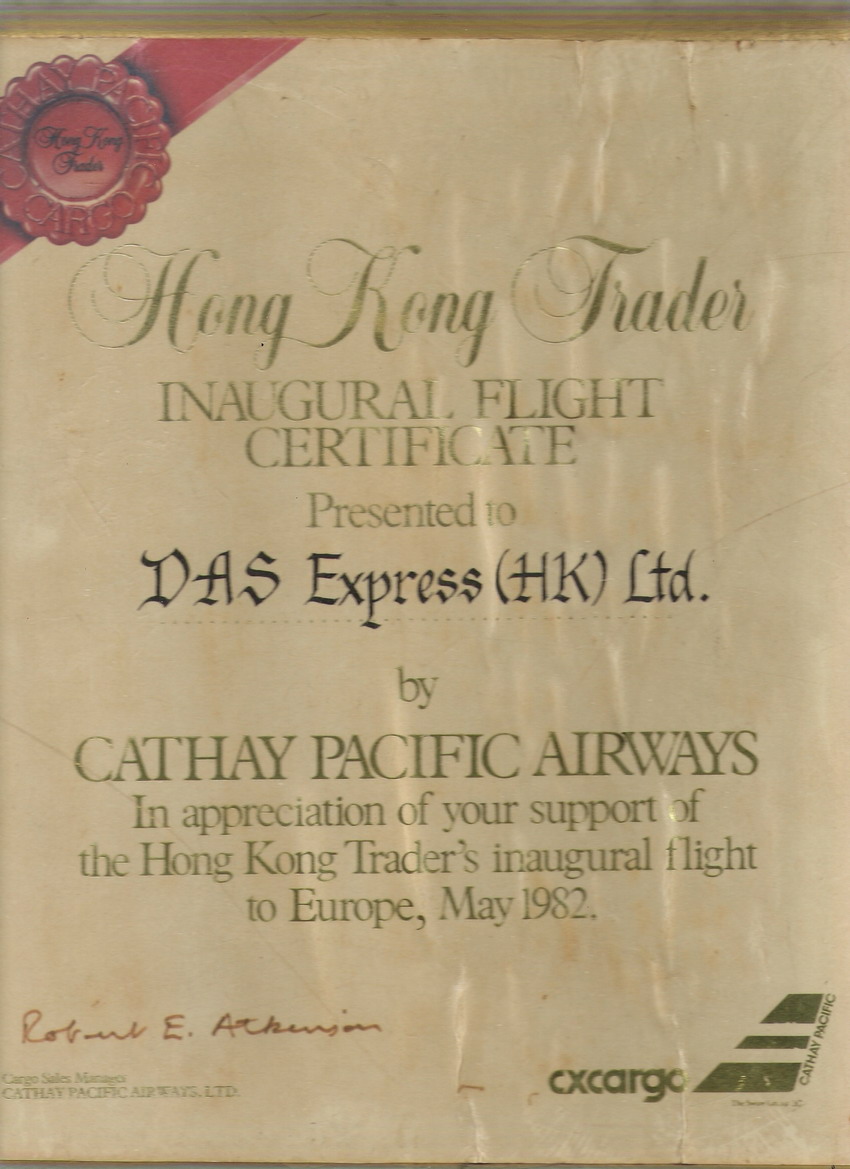 CATHAY PACIFIC
Hong Kong
Trader
CARGO
Hong Kong Trader
INAUGURAL FLIGHT
CERTIFICATE
Presented to
DAS Express (HK) Ltd.
by
CATHAY PACIFIC AIRWAYS
In appreciation of your support of
the Hong Kong Trader's inaugural flight
to Europe, May 1982.
Robert E. Atkinson
Cargo Sales Manager
CATHAY PACIFIC AIRWAYS, LTD.
cxcargo
CATHAY PACIFIC